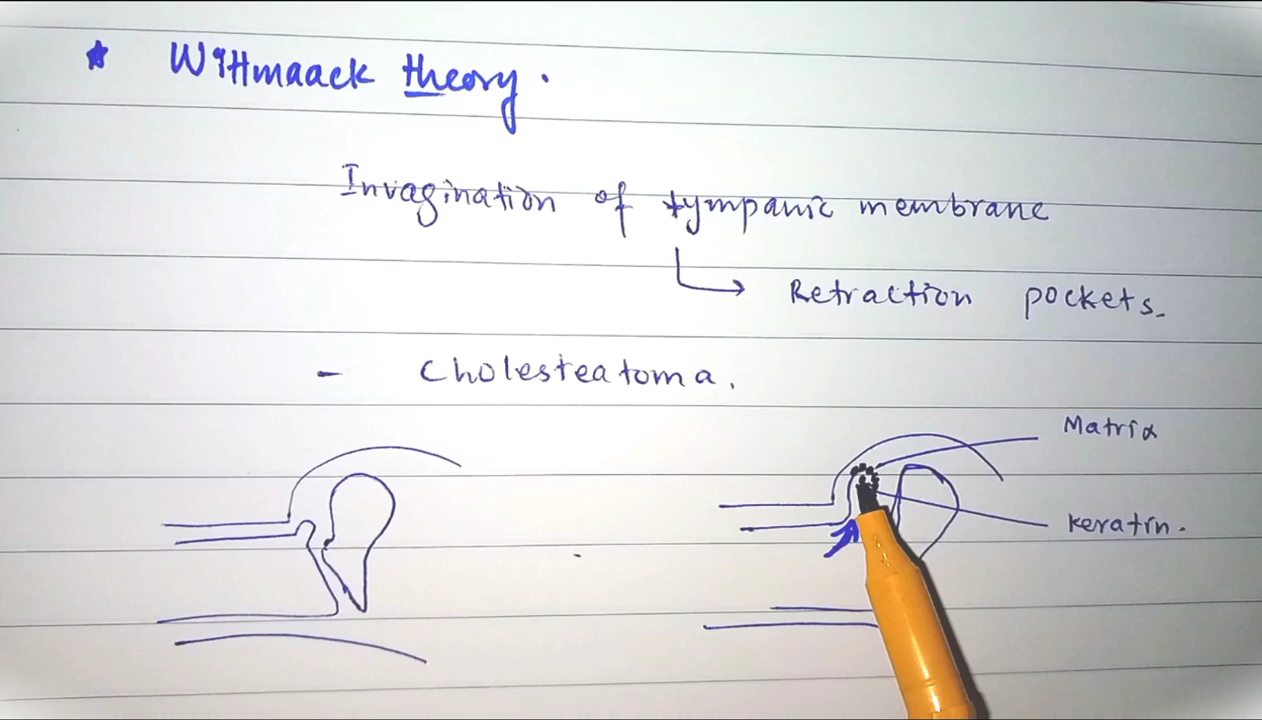 ★ Wittmaack theory.
Invagination of tympanic membrane
Retraction pockets.
- Cholesteatoma.
Matrix
keratin.